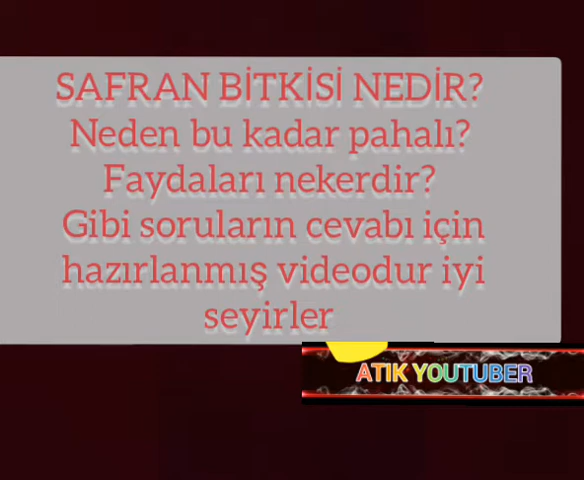 SAFRAN BİTKİSİ NEDİR?
Neden bu kadar pahalı?
Faydaları nekerdir?
Gibi soruların cevabı için
hazırlanmış videodur iyi
seyirler
ATIK YOUTUBER